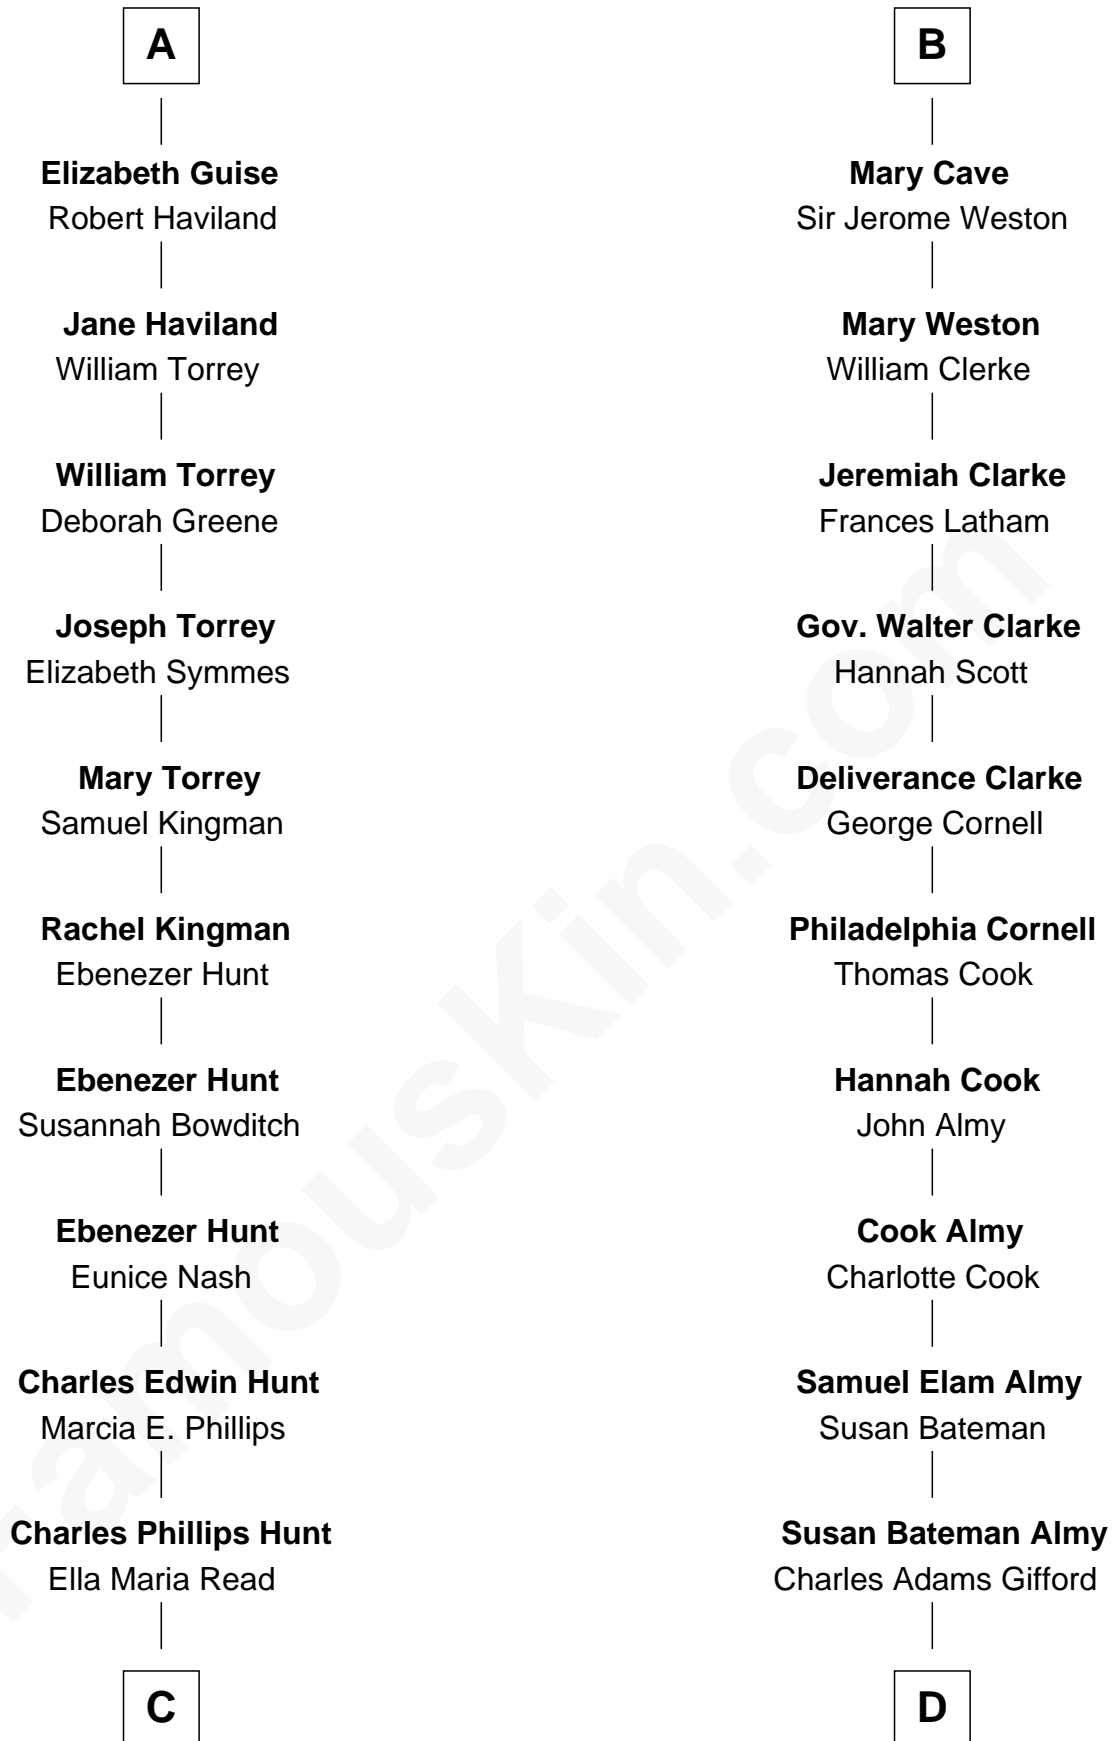 A
Elizabeth Guise
Robert Haviland
Jane Haviland
William Torrey
William Torrey
Deborah Greene
Joseph Torrey
Elizabeth Symmes
Mary Torrey
Samuel Kingman
Rachel Kingman
Ebenezer Hunt
Ebenezer Hunt
Susannah Bowditch
Ebenezer Hunt
Eunice Nash
Charles Edwin Hunt
Marcia E. Phillips
Charles Phillips Hunt
Ella Maria Read
C
B
Mary Cave
Sir Jerome Weston
Mary Weston
William Clerke
Jeremiah Clarke
Frances Latham
Gov. Walter Clarke
Hannah Scott
Deliverance Clarke
George Cornell
Philadelphia Cornell
Thomas Cook
Hannah Cook
John Almy
Cook Almy
Charlotte Cook
Samuel Elam Almy
Susan Bateman
Susan Bateman Almy
Charles Adams Gifford
D
FamousKin.com